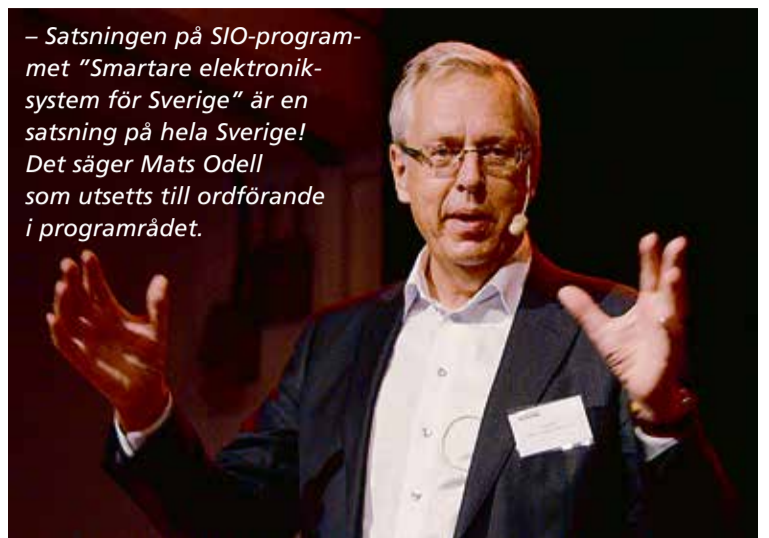 – Satsningen på SIO-program-
met ”Smartare elektronik-
system för Sverige” är en
satsning på hela Sverige!
Det säger Mats Odell
som utsetts till ordförande
i programrådet.